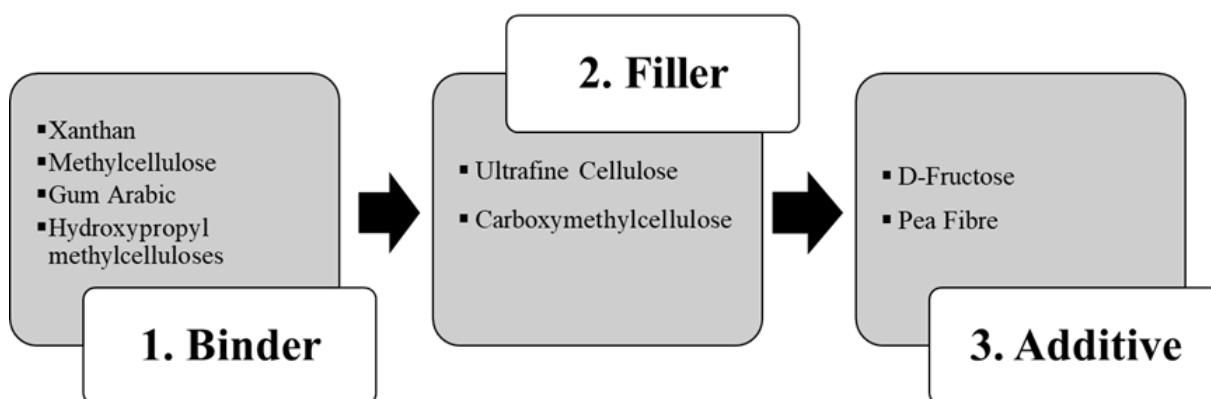 ▪Xanthan
▪Methylcellulose
▪Gum Arabic
▪Hydroxypropyl
methylcelluloses
1. Binder
2. Filler
▪ Ultrafine Cellulose
▪ Carboxymethylcellulose
▪ D-Fructose
▪ Pea Fibre
3. Additive